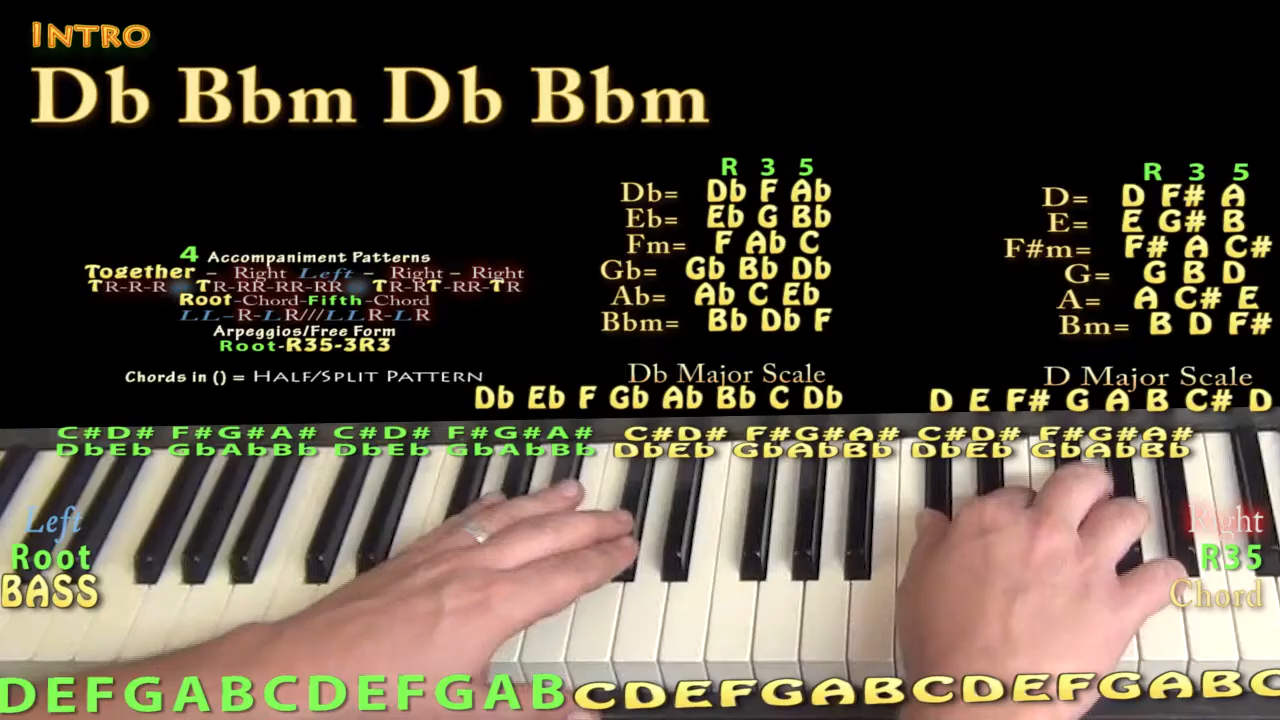 INTRO
Db Bbm Db Bbm
R 3 5
Db= Db F Ab
Eb= Eb G Bb
Fm= F Ab C
Gb= Gb Bb Db
Ab= Ab C Eb
Bbm= Bb Db F
R 3 5
D= D F# A
E= E G# B
F#m= F# A C#
G= G B D
A= A C# E
Bm= B D F#
4 Accompaniment Patterns
Together - Right Left - Right - Right
TR-R-R TR-RR-RR-RR TR-RT-RR-TR
Root-Chord-Fifth-Chord
LL-R-LR///LLR-LR
Arpeggios/Free Form
Root-R35-3R3
Chords in () = HALF/SPLIT PATTERN
Db Major Scale
Db Eb F Gb Ab Bb C Db
D Major Scale
D E F# G A B C# D
C#D# F#G#A# C#D# F#G#A# C#D# F#G#A# C#D# F#G#A#
DbEb GbAbBb DbEb GbAbBb DbEb GbAbBb DbEb GbAbBb
Left
Root
BASS
Right
R35
Chord
DEFGABCDEFGABCDEFGABCDEFGABC